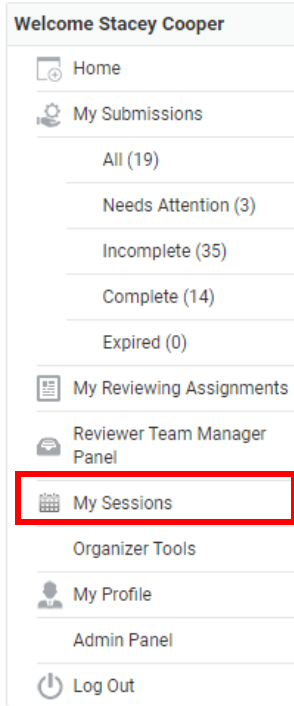 Welcome Stacey Cooper
Home
My Submissions
All (19)
Needs Attention (3)
Incomplete (35)
Complete (14)
Expired (0)
My Reviewing Assignments
Reviewer Team Manager
Panel
My Sessions
Organizer Tools
My Profile
Admin Panel
Log Out